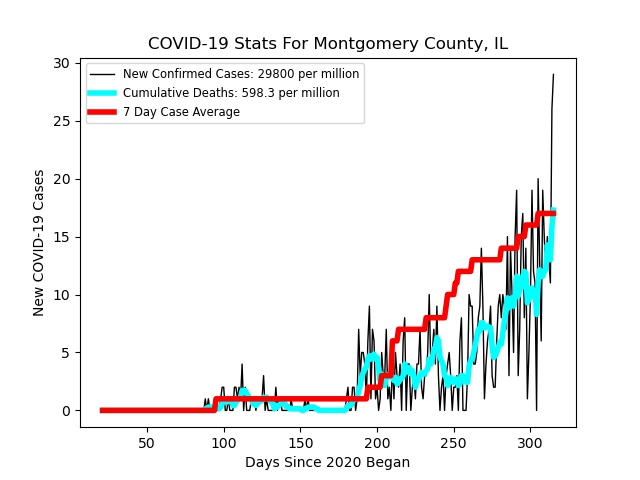 COVID-19 Stats For Montgomery County, IL
New Confirmed Cases: 29800 per million
Cumulative Deaths: 598.3 per million
7 Day Case Average
30
25
20
15
10
5
0
New COVID-19 Cases
50 100 150 200 250 300
Days Since 2020 Began